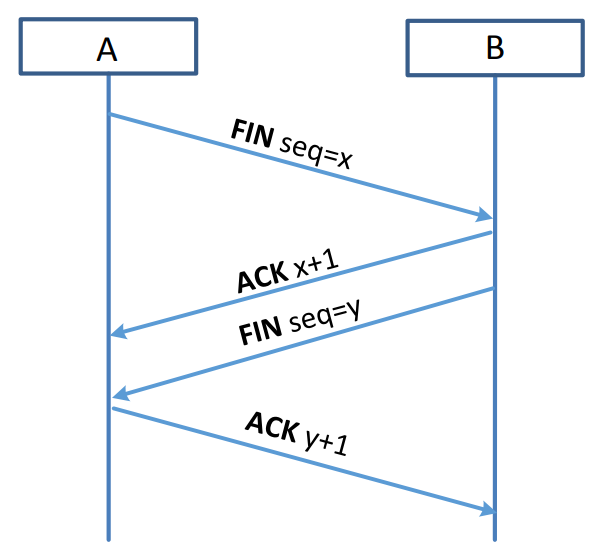 A
B
FIN seq=x
ACK x+1
FIN seq=y
ACK y+1